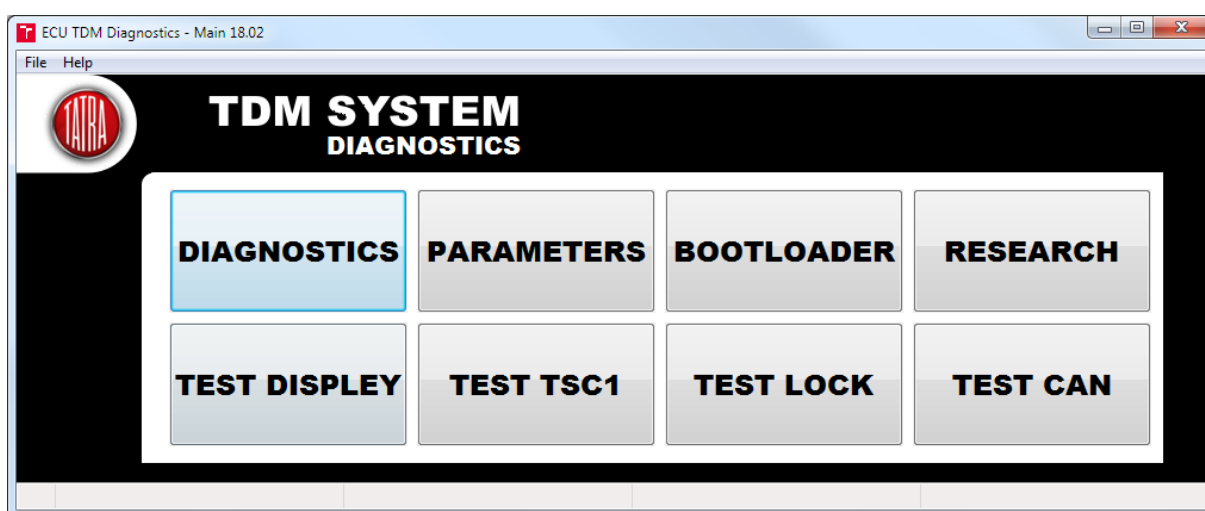 ECU TDM Diagnostics - Main 18.02
File Help
TATRA
TDM SYSTEM
DIAGNOSTICS
DIAGNOSTICS PARAMETERS BOOTLOADER RESEARCH
TEST DISPLEY TEST TSC1 TEST LOCK TEST CAN